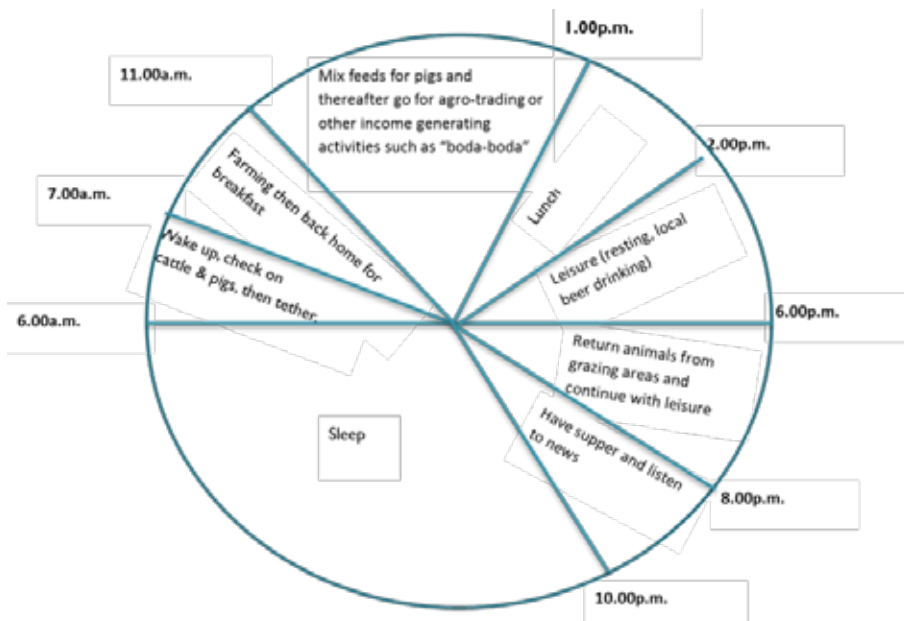 1.00p.m.
11.00a.m.
Mix feeds for pigs and
thereafter go for agro-trading or
other income generating
activities such as "boda-boda"
2.00p.m.
Lunch
7.00a.m.
Farming then back home for
breakfast
Leisure (resting, local
beer drinking)
Wake up, check on
cattle & pigs, then tether.
6.00a.m.
6.00p.m.
Return animals from
grazing areas and
continue with leisure
Have supper and listen
to news
Sleep
8.00p.m.
10.00p.m.